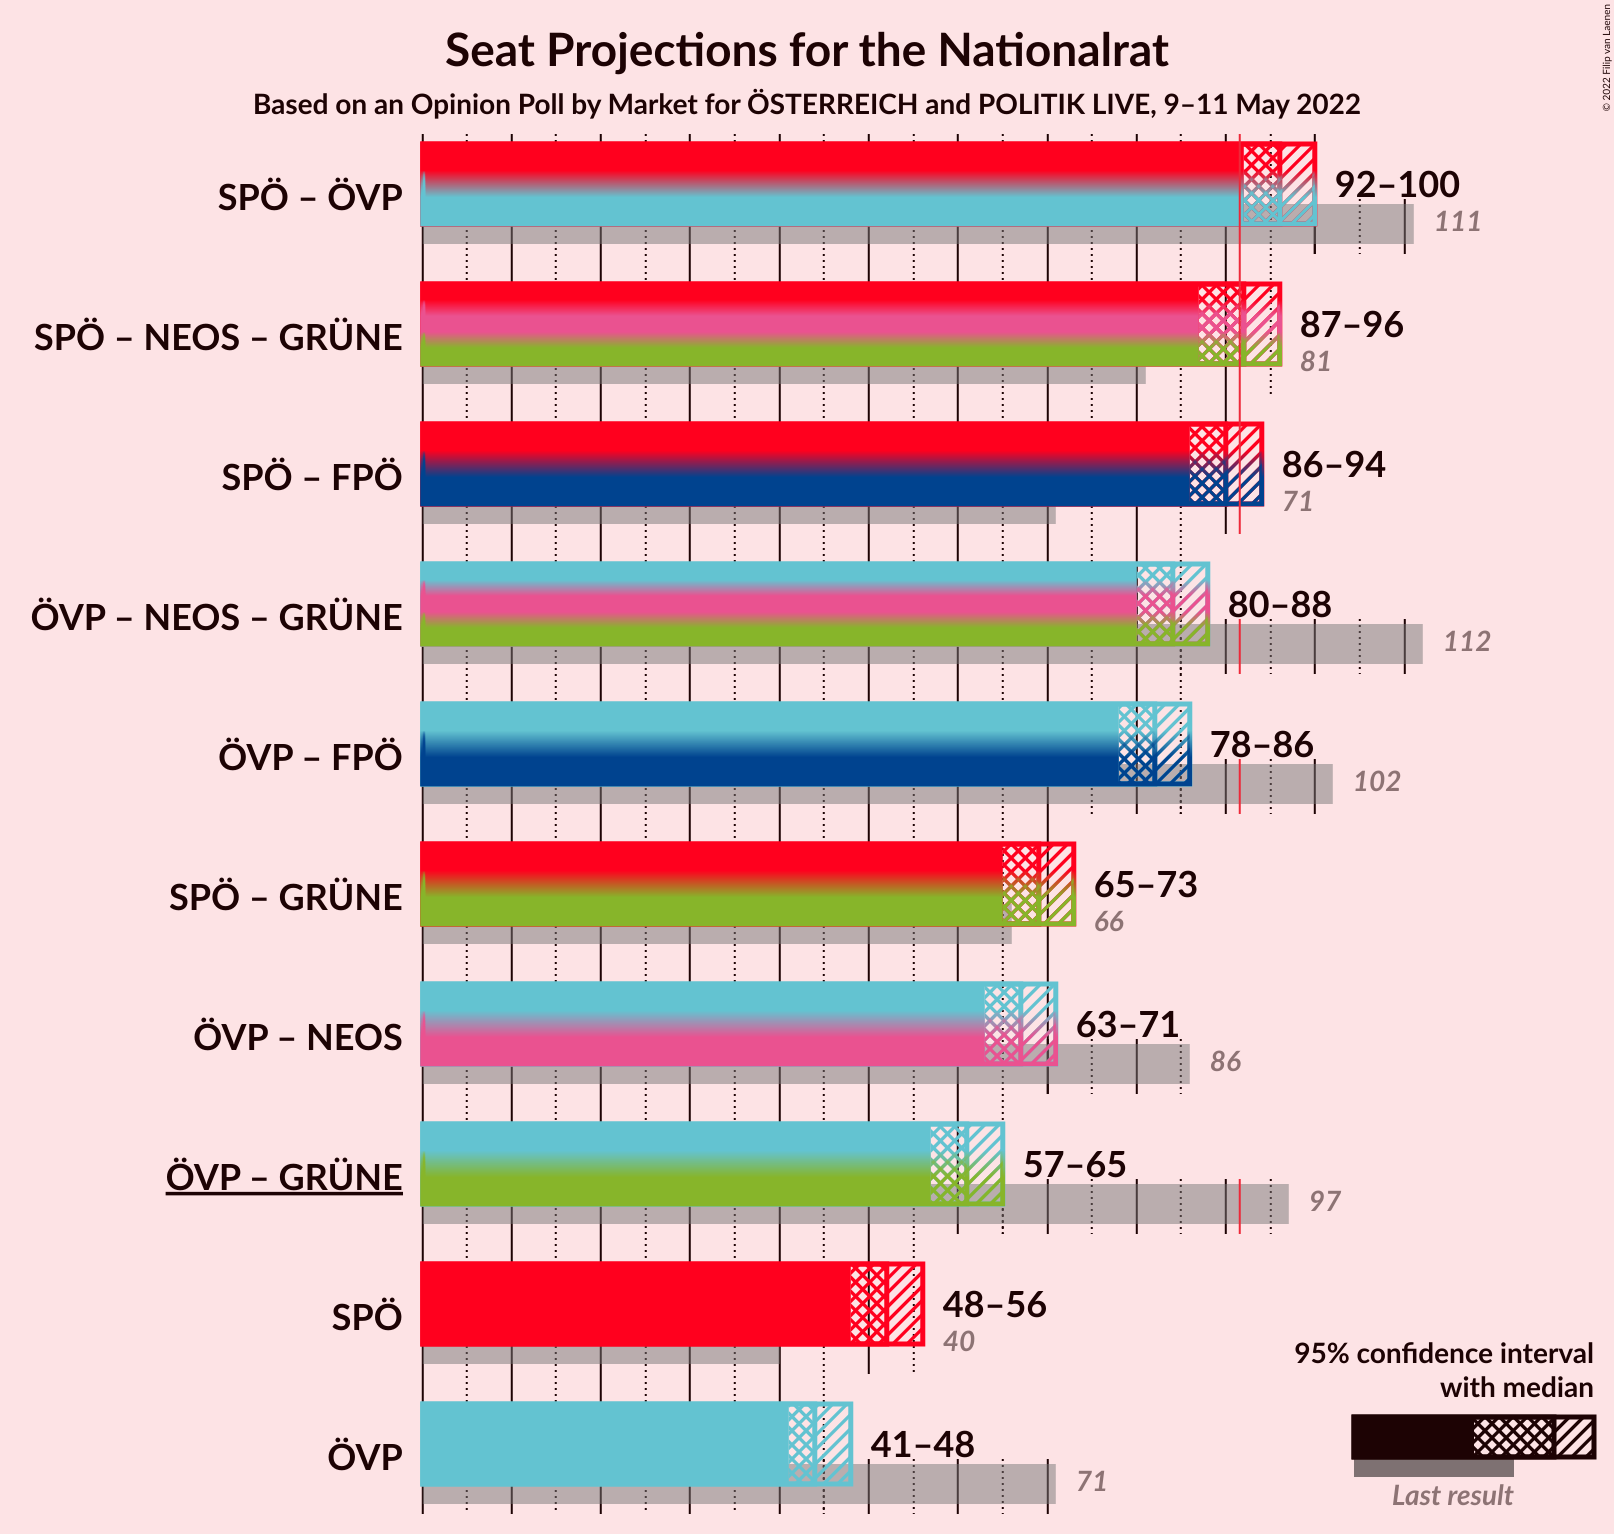 Seat Projections for the Nationalrat
Based on an Opinion Poll by Market for ÖSTERREICH and POLITIK LIVE, 9–11 May 2022
© 2022 Filip van Laenen
SPÖ – ÖVP
92–100
111
SPÖ – NEOS – GRÜNE
87–96
81
SPÖ – FPÖ
86–94
71
ÖVP – NEOS – GRÜNE
80–88
112
ÖVP – FPÖ
78–86
102
SPÖ – GRÜNE
65–73
66
ÖVP – NEOS
63–71
86
ÖVP – GRÜNE
57–65
97
SPÖ
48–56
40
ÖVP
41–48
71
95% confidence interval
with median
Last result